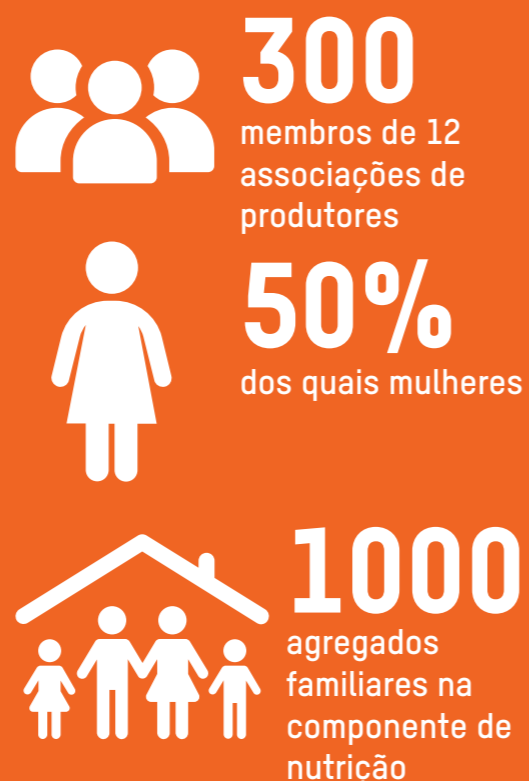 300
membros de 12
associações de
produtores
50%
dos quais mulheres
1000
agregados
familiares na
componente de
nutrição